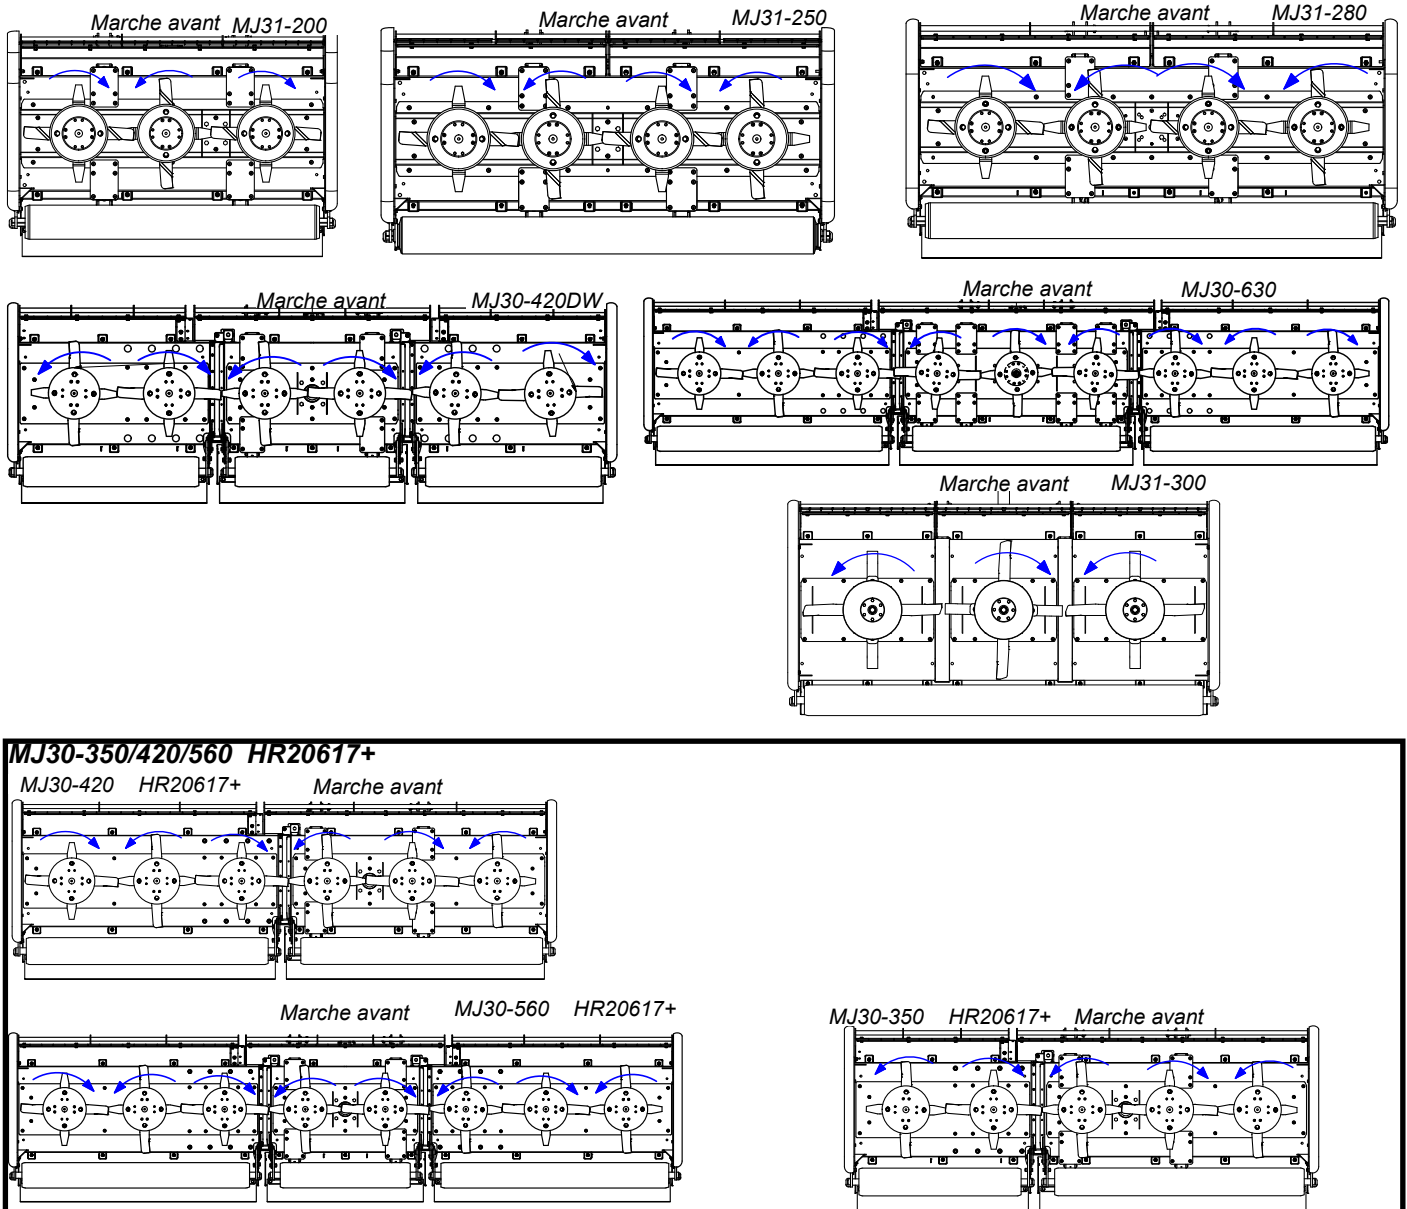 Marche avant MJ31-200
Marche avant MJ31-250
Marche avant MJ31-280
Marche avant MJ30-420DW
Marche avant MJ30-630
Marche avant MJ31-300
MJ30-350/420/560 HR20617+
MJ30-420 HR20617+ Marche avant
Marche avant MJ30-560 HR20617+
MJ30-350 HR20617+ Marche avant